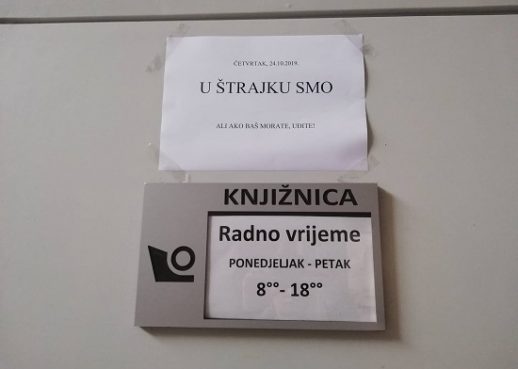 ČETVRTAK, 24.10.2019.
U ŠTRAJKU SMO
ALI AKO BAŠ MORATE, UĐITE!
KNJIŽNICA
Radno vrijeme
PONEDJELJAK - PETAK
8°° - 18°°